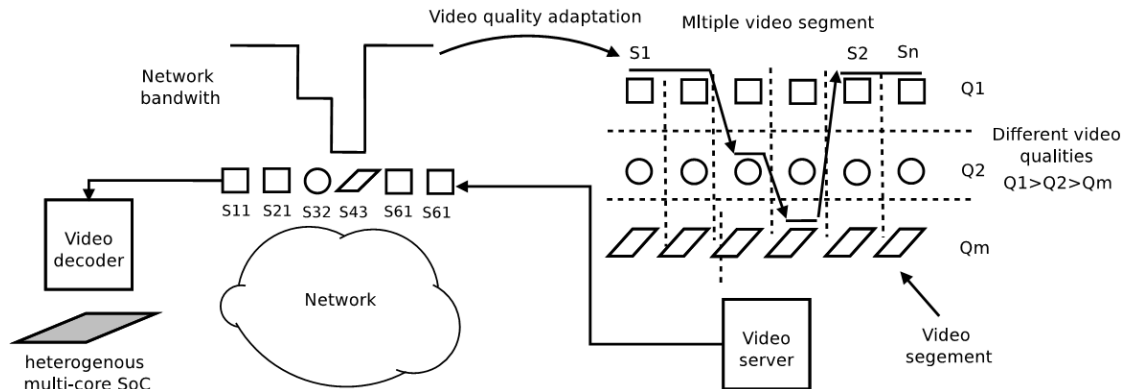 Video quality adaptation
Mltiple video segment
S1
S2
Sn
Network
bandwith
Q1
Different video
qualities
Q1>Q2>Qm
Q2
S11
S21
S32
S43
S61
S61
Video
decoder
Qm
Network
Video
server
Video
segement
heterogenous
multi-core SoC